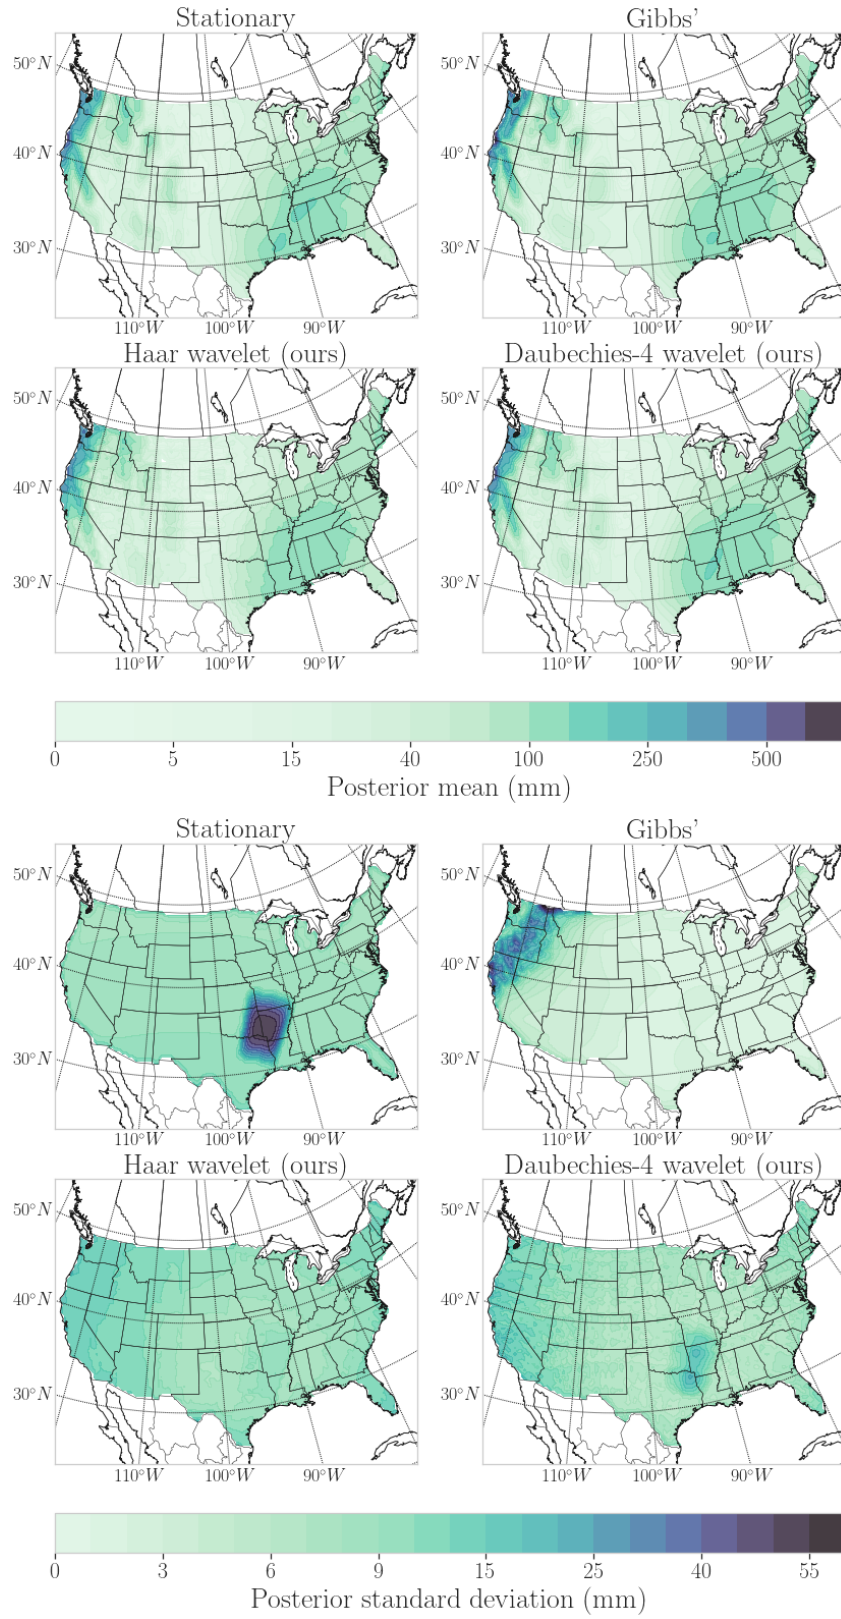 Stationary Gibbs'
50°N 50°N
40°N 40°N
30°N 30°N
110°W 100°W 90°W 110°W 100°W 90°W
Haar wavelet (ours) Daubechies-4 wavelet (ours)
50°N 50°N
40°N 40°N
30°N 30°N
110°W 100°W 90°W 110°W 100°W 90°W
0 5 15 40 100 250 500
Posterior mean (mm)
Stationary Gibbs'
50°N 50°N
40°N 40°N
30°N 30°N
110°W 100°W 90°W 110°W 100°W 90°W
Haar wavelet (ours) Daubechies-4 wavelet (ours)
50°N 50°N
40°N 40°N
30°N 30°N
110°W 100°W 90°W 110°W 100°W 90°W
0 3 6 9 15 25 40 55
Posterior standard deviation (mm)